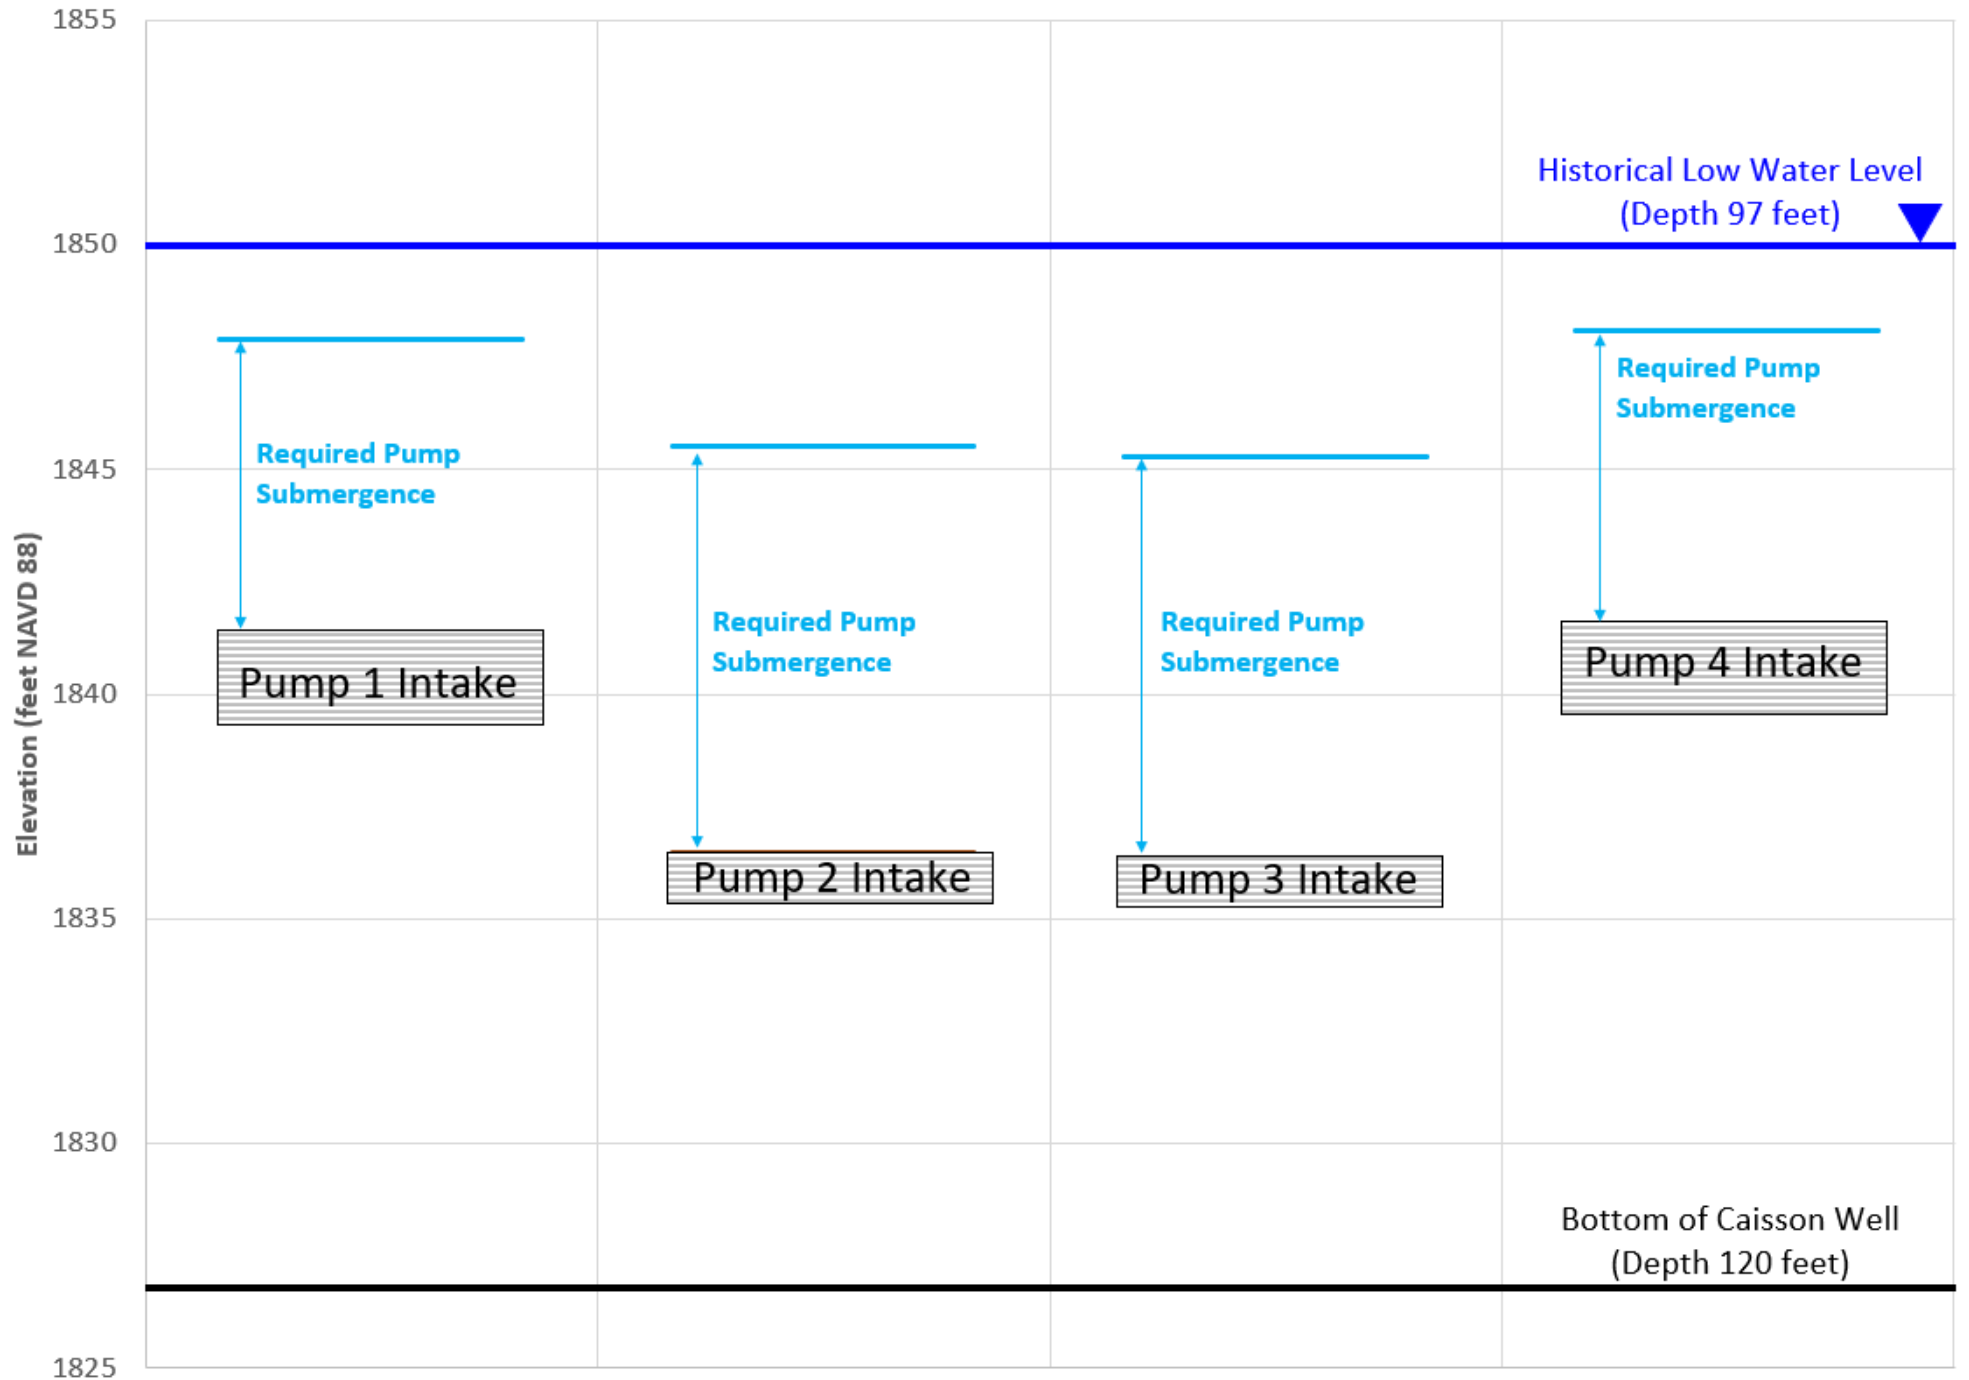 1855
Historical Low Water Level
(Depth 97 feet)
1850
Required Pump
Submergence
Required Pump
Submergence
1845
Required Pump
Submergence
Required Pump
Submergence
Elevation (feet NAVD 88)
Pump 1 Intake
Pump 4 Intake
1840
Pump 2 Intake
Pump 3 Intake
1835
1830
Bottom of Caisson Well
(Depth 120 feet)
1825